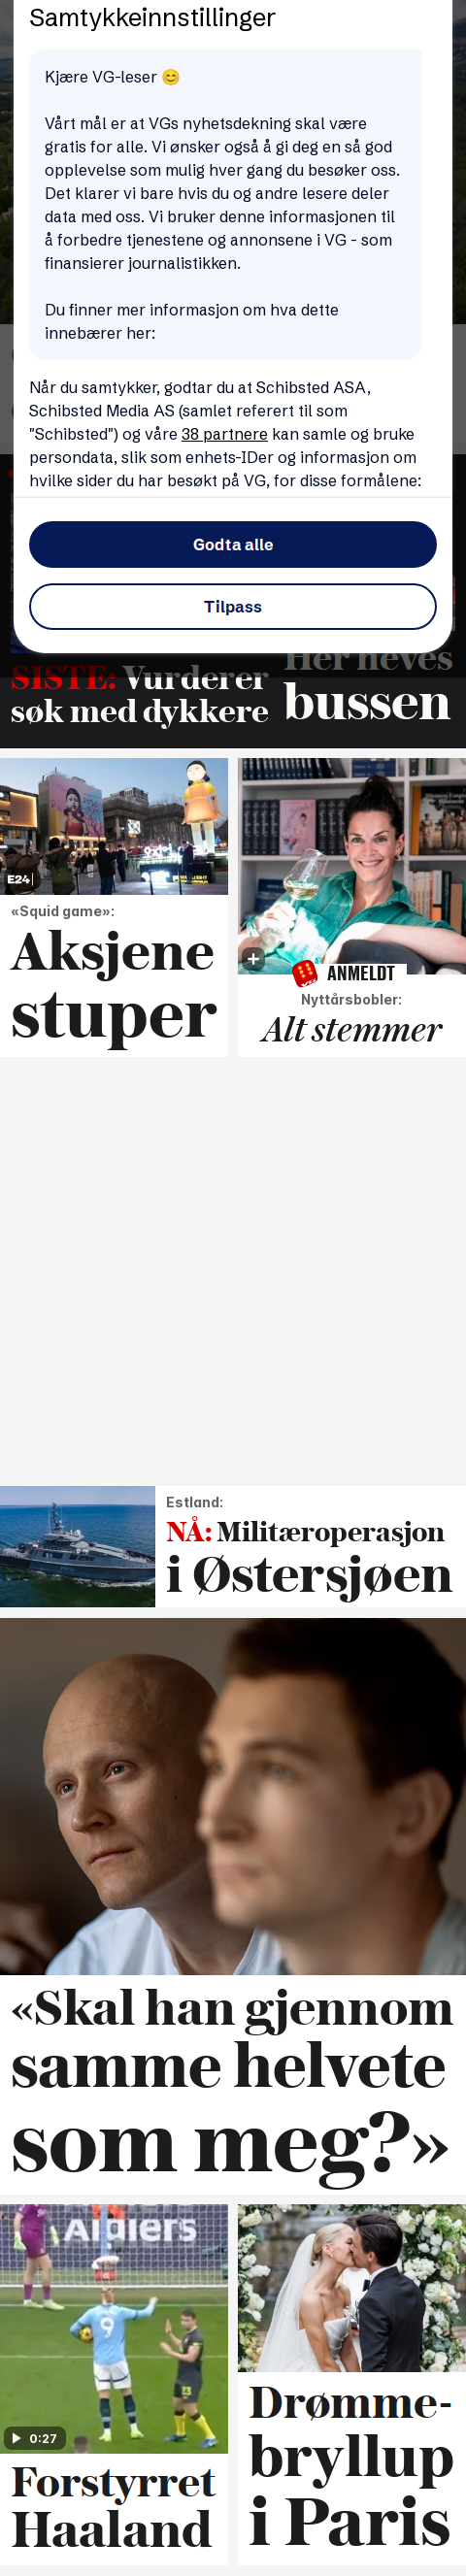 Samtykkeinnstillinger
Kjære VG-leser 😊
Vårt mål er at VGs nyhetsdekning skal være
gratis for alle. Vi ønsker også å gi deg en så god
opplevelse som mulig hver gang du besøker oss.
Det klarer vi bare hvis du og andre lesere deler
data med oss. Vi bruker denne informasjonen til
å forbedre tjenestene og annonsene i VG - som
finansierer journalistikken.
Du finner mer informasjon om hva dette
innebærer her:
Når du samtykker, godtar du at Schibsted ASA,
Schibsted Media AS (samlet referert til som
"Schibsted") og våre 38 partnere kan samle og bruke
persondata, slik som enhets-IDer og informasjon om
hvilke sider du har besøkt på VG, for disse formålene:
Godta alle
Tilpass
SISTE: Vurderer
søk med dykkere
Her heves
bussen
E24
«Squid game»:
Aksjene
stuper
ANMELDT
Nyttårsbobler:
Alt stemmer
Estland:
NÅ: Militæroperasjon
i Østersjøen
«Skal han gjennom
samme helvete
som meg?»
9
0:27
Forstyrret
Haaland
Drømme-
bryllup
i Paris